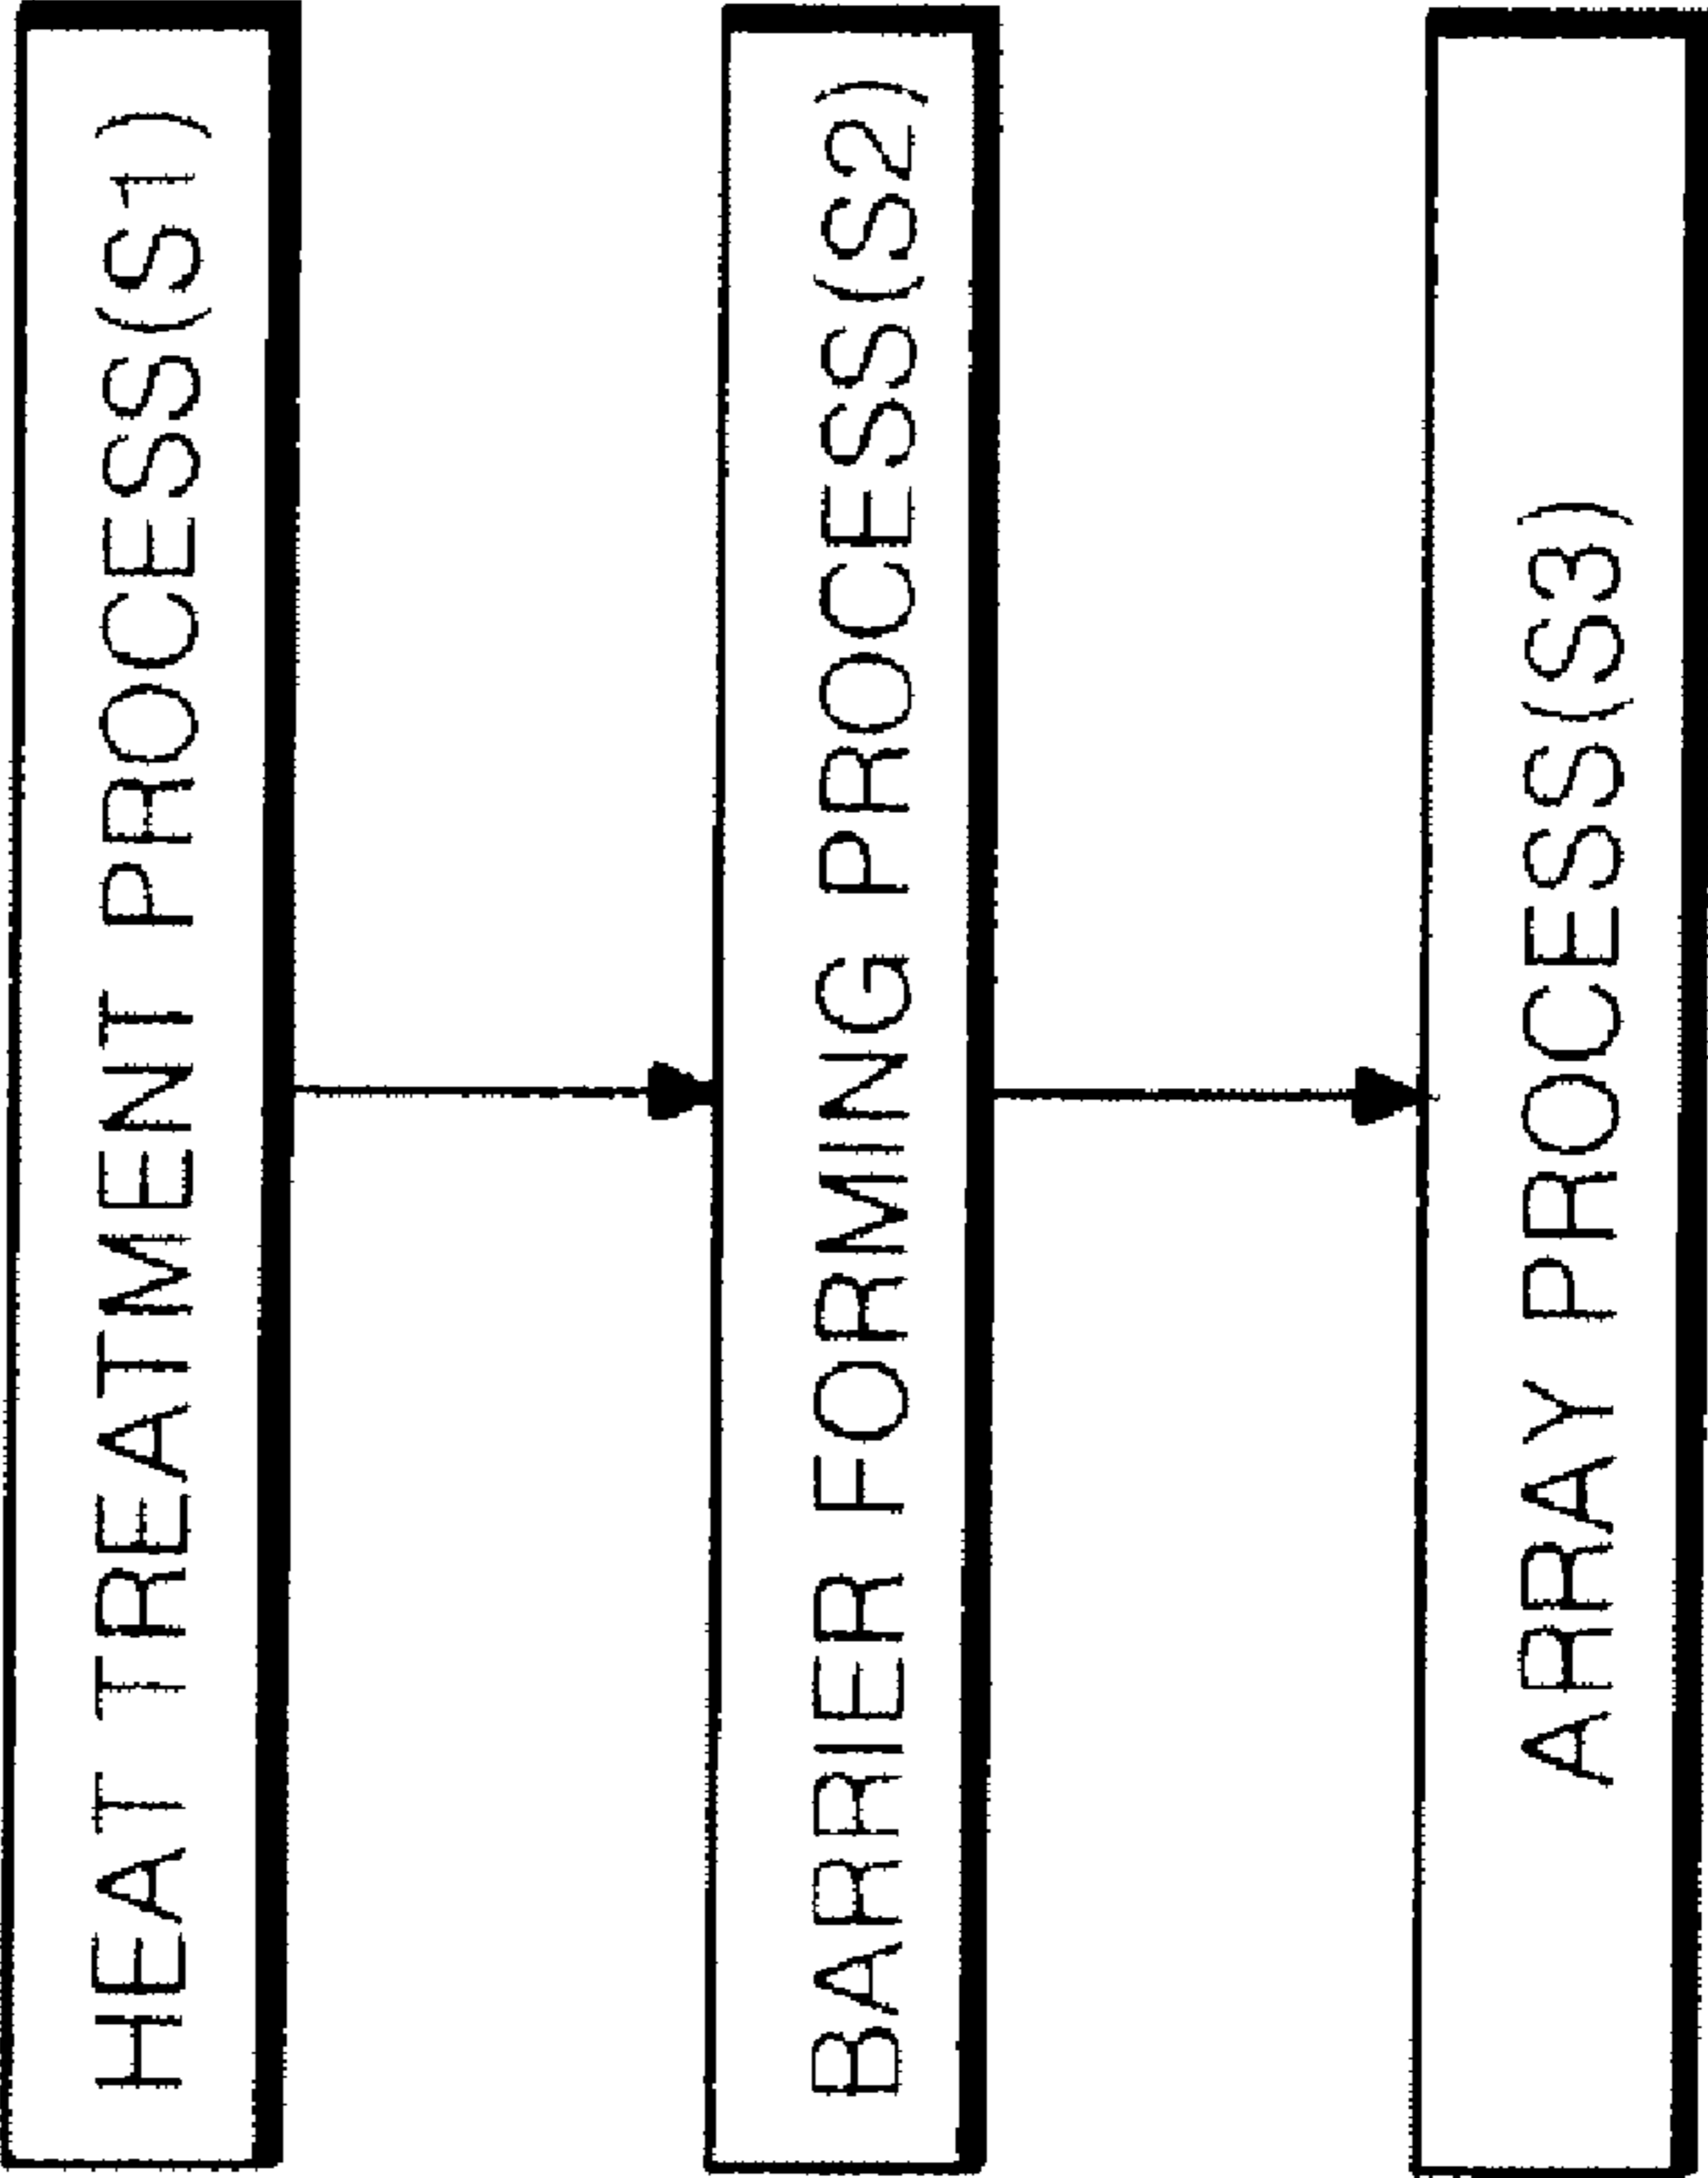 HEAT TREATMENT PROCESS(S1)
BARRIER FORMING PROCESS(S2)
ARRAY PROCESS(S3)